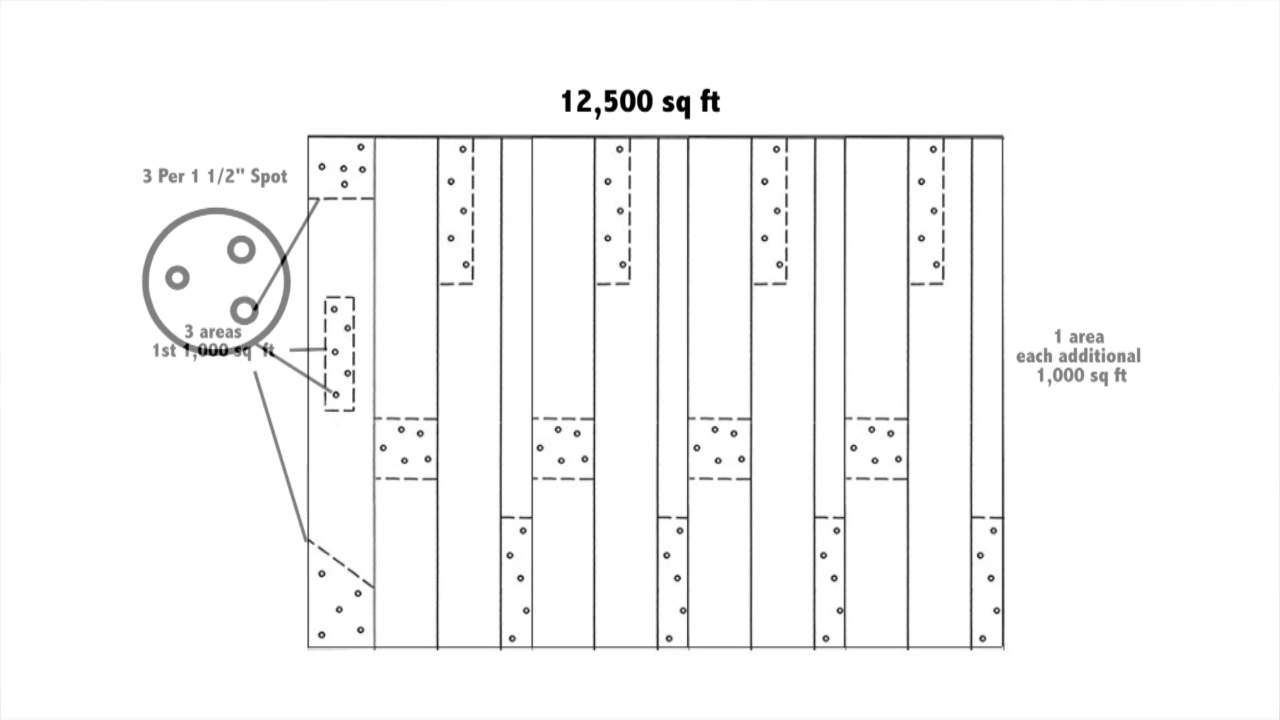 12,500 sq ft
3 Per 1 1/2" Spot
3 areas
1st 1,000 sq ft
1 area
each additional
1,000 sq ft